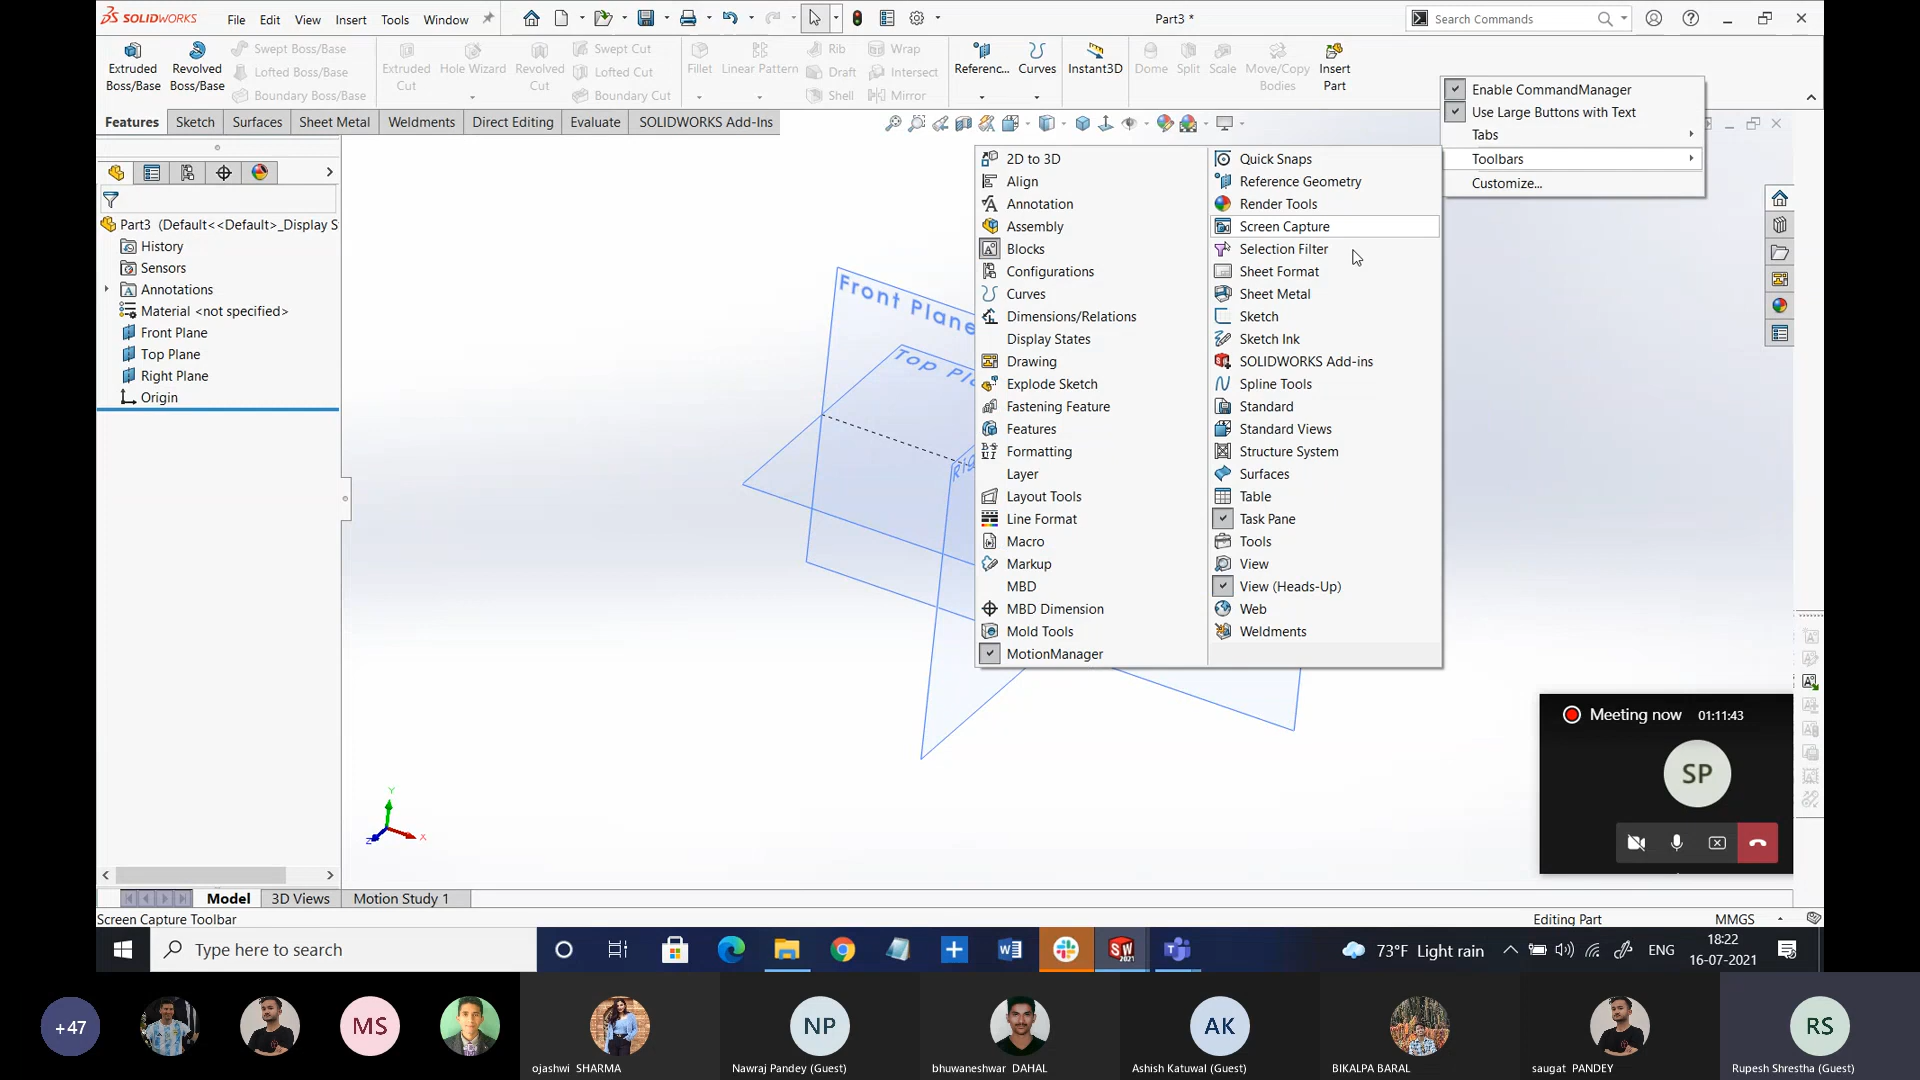 SOLIDWORKS File Edit View Insert Tools Window Part3 * Search Commands
Extruded Boss/Base
Revolved Boss/Base
Swept Boss/Base
Lofted Boss/Base
Boundary Boss/Base
Extruded Cut
Hole Wizard
Revolved Cut
Swept Cut
Lofted Cut
Boundary Cut
Fillet
Linear Pattern
Rib
Draft
Shell
Wrap
Intersect
Mirror
Referenc...
Curves
Instant3D
Dome
Split
Scale
Move/Copy Bodies
Insert Part
Enable CommandManager
Use Large Buttons with Text
Tabs
Toolbars
Customize...
Features Sketch Surfaces Sheet Metal Weldments Direct Editing Evaluate SOLIDWORKS Add-Ins
Part3 (Default<<Default>_Display S
History
Sensors
Annotations
Material <not specified>
Front Plane
Top Plane
Right Plane
Origin
Front Plane
Top Pl
2D to 3D
Align
Annotation
Assembly
Blocks
Configurations
Curves
Dimensions/Relations
Display States
Drawing
Explode Sketch
Fastening Feature
Features
Formatting
Layer
Layout Tools
Line Format
Macro
Markup
MBD
MBD Dimension
Mold Tools
MotionManager
Quick Snaps
Reference Geometry
Render Tools
Screen Capture
Selection Filter
Sheet Format
Sheet Metal
Sketch
Sketch Ink
SOLIDWORKS Add-ins
Spline Tools
Standard
Standard Views
Structure System
Surfaces
Table
Task Pane
Tools
View
View (Heads-Up)
Web
Weldments
Meeting now 01:11:43
SP
Y
X
Z
Model 3D Views Motion Study 1
Screen Capture Toolbar Editing Part MMGS
Type here to search 73°F Light rain ENG 18:22
16-07-2021
+47 MS NP AK RS
ojashwi SHARMA Nawraj Pandey (Guest) bhuwaneshwar DAHAL Ashish Katuwal (Guest) BIKALPA BARAL saugat PANDEY Rupesh Shrestha (Guest)